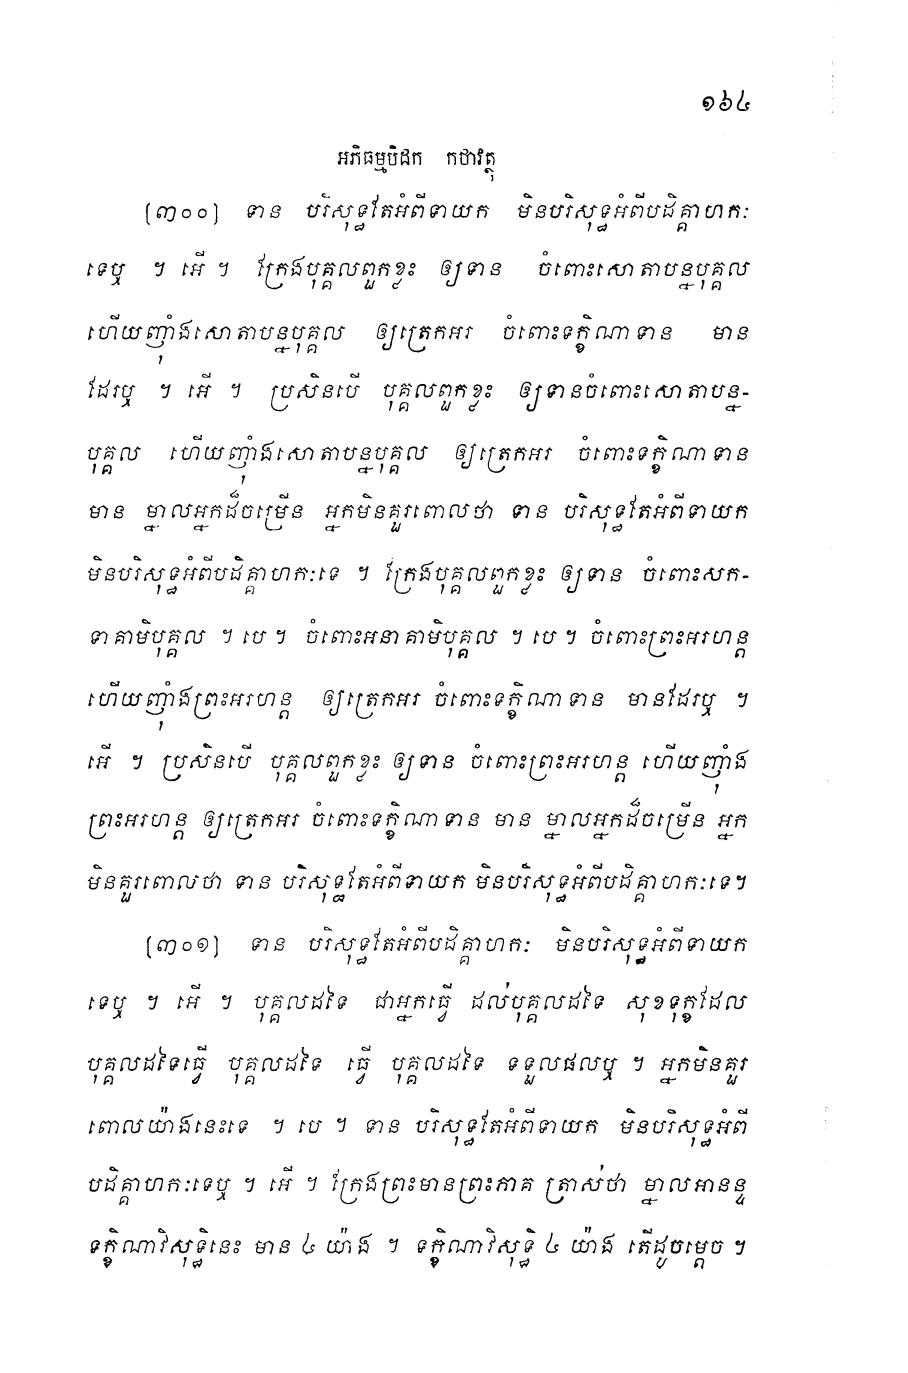 ១៦៤
អភិធម្មបិដក កថាវត្ថុ
[៣០០] ទាន បរិសុទ្ធតែអំពីទាយក មិនបរិសុទ្ធអំពីបដិគ្គាហកៈ
ទេឬ ។ អើ ។ ក្រែងបុគ្គលពួកខ្លះ ឲ្យទាន ចំពោះសោតាបន្នបុគ្គល
ហើយញ៉ាំងសោតាបន្នបុគ្គល ឲ្យត្រេកអរ ចំពោះទក្ខិណាទាន មាន
ដែរឬ ។ អើ ។ ប្រសិនបើ បុគ្គលពួកខ្លះ ឲ្យទានចំពោះសោតាបន្ន-
បុគ្គល ហើយញ៉ាំងសោតាបន្នបុគ្គល ឲ្យត្រេកអរ ចំពោះទក្ខិណាទាន
មាន ម្នាលអ្នកដ៏ចម្រើន អ្នកមិនគួរពោលថា ទាន បរិសុទ្ធតែអំពីទាយក
មិនបរិសុទ្ធអំពីបដិគ្គាហកៈទេ ។ ក្រែងបុគ្គលពួកខ្លះ ឲ្យទាន ចំពោះសក-
ទាគាមិបុគ្គល ។ បេ ។ ចំពោះអនាគាមិបុគ្គល ។ បេ ។ ចំពោះព្រះអរហន្ត
ហើយញ៉ាំងព្រះអរហន្ត ឲ្យត្រេកអរ ចំពោះទក្ខិណាទាន មានដែរឬ ។
អើ ។ ប្រសិនបើ បុគ្គលពួកខ្លះ ឲ្យទាន ចំពោះព្រះអរហន្ត ហើយញ៉ាំង
ព្រះអរហន្ត ឲ្យត្រេកអរ ចំពោះទក្ខិណាទាន មាន ម្នាលអ្នកដ៏ចម្រើន អ្នក
មិនគួរពោលថា ទាន បរិសុទ្ធតែអំពីទាយក មិនបរិសុទ្ធអំពីបដិគ្គាហកៈទេ។
[៣០១] ទាន បរិសុទ្ធតែអំពីបដិគ្គាហកៈ មិនបរិសុទ្ធអំពីទាយក
ទេឬ ។ អើ ។ បុគ្គលដទៃ ជាអ្នកធ្វើ ដល់បុគ្គលដទៃ សុខទុក្ខដែល
បុគ្គលដទៃធ្វើ បុគ្គលដទៃ ធ្វើ បុគ្គលដទៃ ទទួលផលឬ ។ អ្នកមិនគួរ
ពោលយ៉ាងនេះទេ ។ បេ ។ ទាន បរិសុទ្ធតែអំពីទាយក មិនបរិសុទ្ធអំពី
បដិគ្គាហកៈទេឬ ។ អើ ។ ក្រែងព្រះមានព្រះភាគ ត្រាស់ថា ម្នាលអានន្ទ
ទក្ខិណាវិសុទ្ធិនេះ មាន ៤ យ៉ាង ។ ទក្ខិណាវិសុទ្ធិ ៤ យ៉ាង តើដូចម្តេច ។